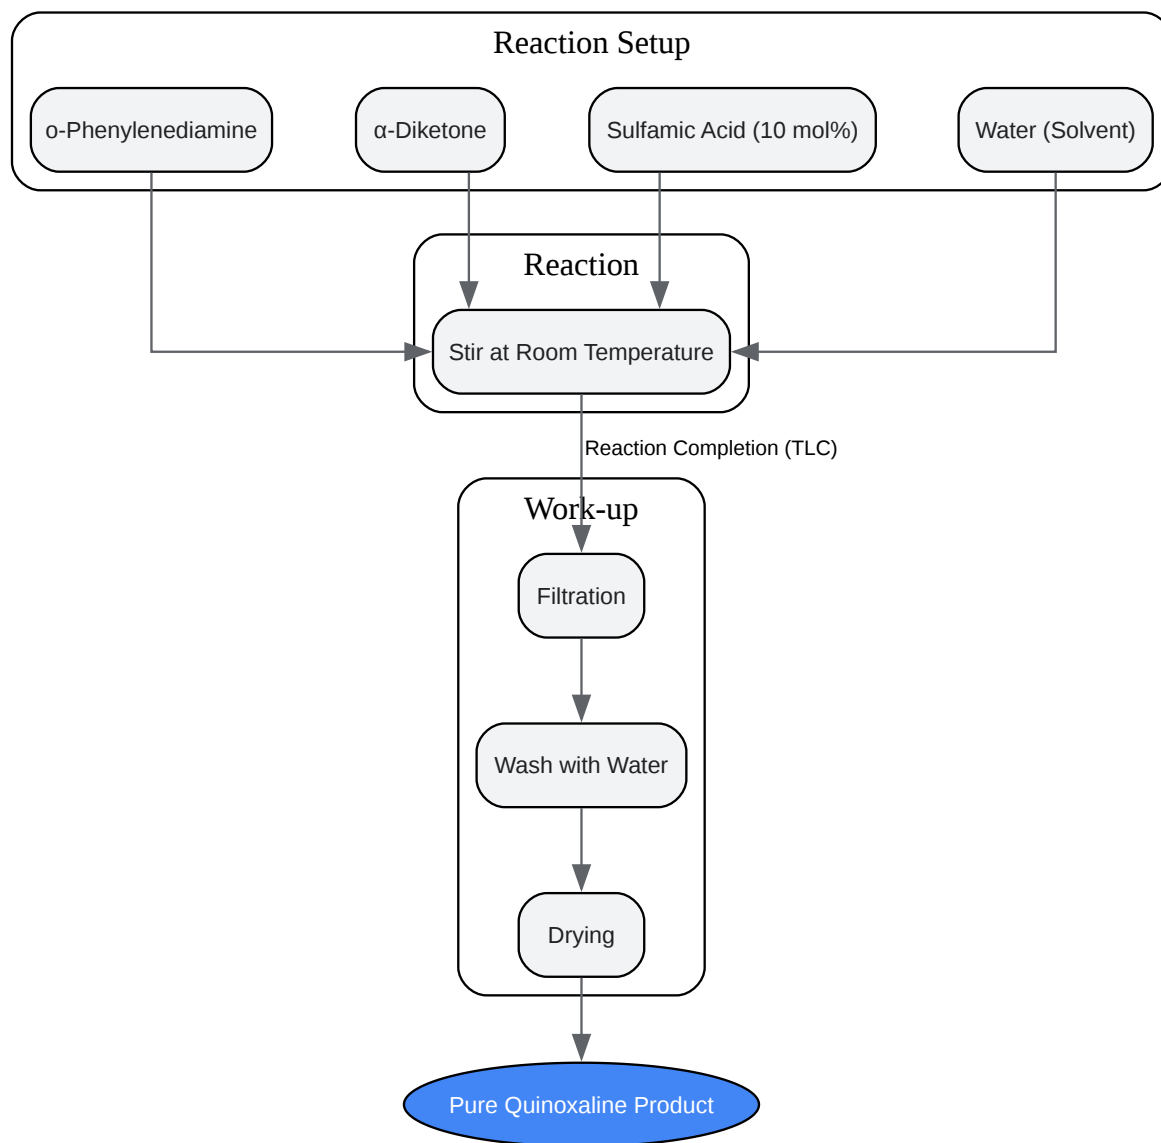 Reaction Setup
o-Phenylenediamine
α-Diketone
Sulfamic Acid (10 mol%)
Water (Solvent)
Reaction
Stir at Room Temperature
Reaction Completion (TLC)
Work-up
Filtration
Wash with Water
Drying
Pure Quinoxaline Product